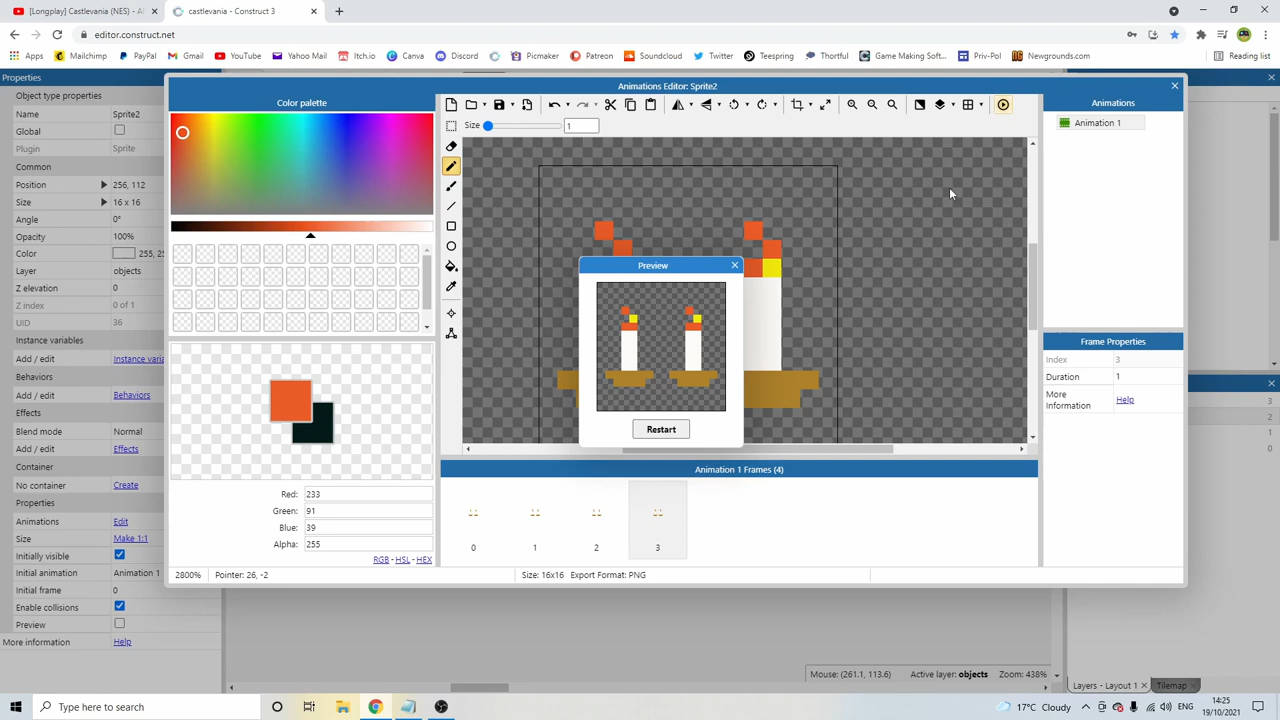 [Longplay] Castlevania (NES) - Al
castlevania - Construct 3
editor.construct.net
Apps
Mailchimp
PayPal
Gmail
YouTube
Yahoo Mail
Itch.io
Canva
Discord
Picmaker
Patreon
Soundcloud
Twitter
Teespring
Thortful
Game Making Soft...
Priv-Pol
Newgrounds.com
Reading list
Properties
Object type properties
Name Sprite2
Global
Plugin Sprite
Common
Position 256, 112
Size 16 x 16
Angle 0°
Opacity 100%
Color 255, 25
Layer objects
Z elevation 0
Z index 0 of 1
UID 36
Instance variables
Add / edit Instance varia
Behaviors
Add / edit Behaviors
Effects
Blend mode Normal
Add / edit Effects
Container
No container Create
Properties
Animations Edit
Size Make 1:1
Initially visible
Initial animation Animation 1
Initial frame 0
Enable collisions
Preview
More information Help
Animations Editor: Sprite2
Color palette
Red: 233
Green: 91
Blue: 39
Alpha: 255
RGB - HSL - HEX
Size 1
Preview
Restart
Animation 1 Frames (4)
0
1
2
3
2800% Pointer: 26, -2
Size: 16x16 Export Format: PNG
Animations
Animation 1
Frame Properties
Index 3
Duration 1
More
Information Help
3
2
1
0
Mouse: (261.1, 113.6) Active layer: objects Zoom: 438%
Layers - Layout 1
Tilemap
Type here to search
17°C Cloudy
ENG
14:25
19/10/2021